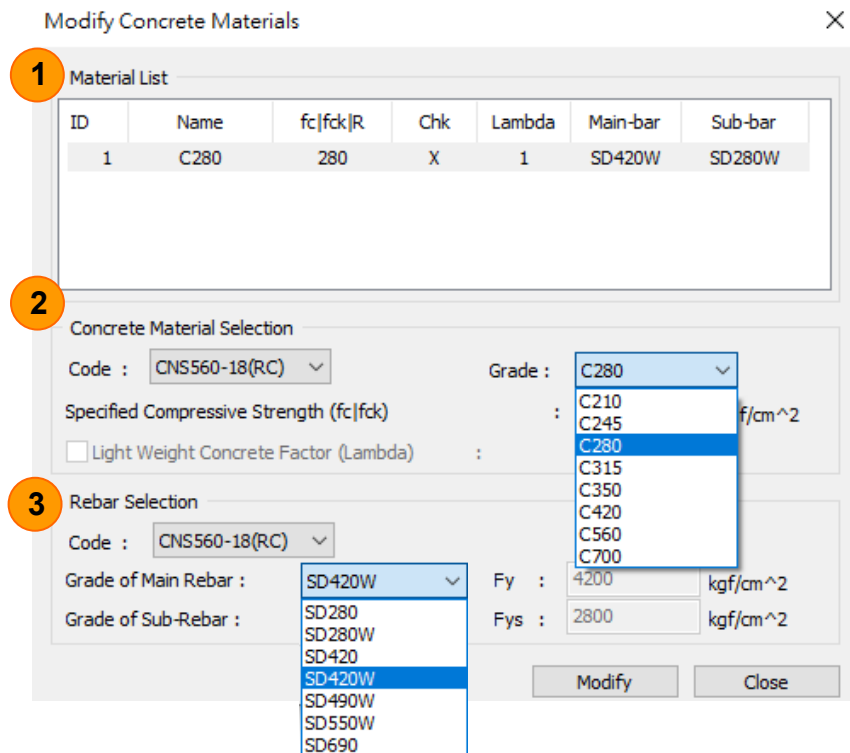 Modify Concrete Materials
1
Material List
ID Name fc|fck|R Chk Lambda Main-bar Sub-bar
1 C280 280 X 1 SD420W SD280W
2
Concrete Material Selection
Code : CNS560-18(RC) Grade : C280
C210
Specified Compressive Strength (fc|fck) : f/cm^2
C245
C280
Light Weight Concrete Factor (Lambda) :
C315
C350
3
Rebar Selection
C420
Code : CNS560-18(RC)
C560
C700
Grade of Main Rebar : SD420W Fy : 4200 kgf/cm^2
SD280
Grade of Sub-Rebar : Fys : 2800 kgf/cm^2
SD280W
SD420
SD420W
Modify Close
SD490W
SD550W
SD690